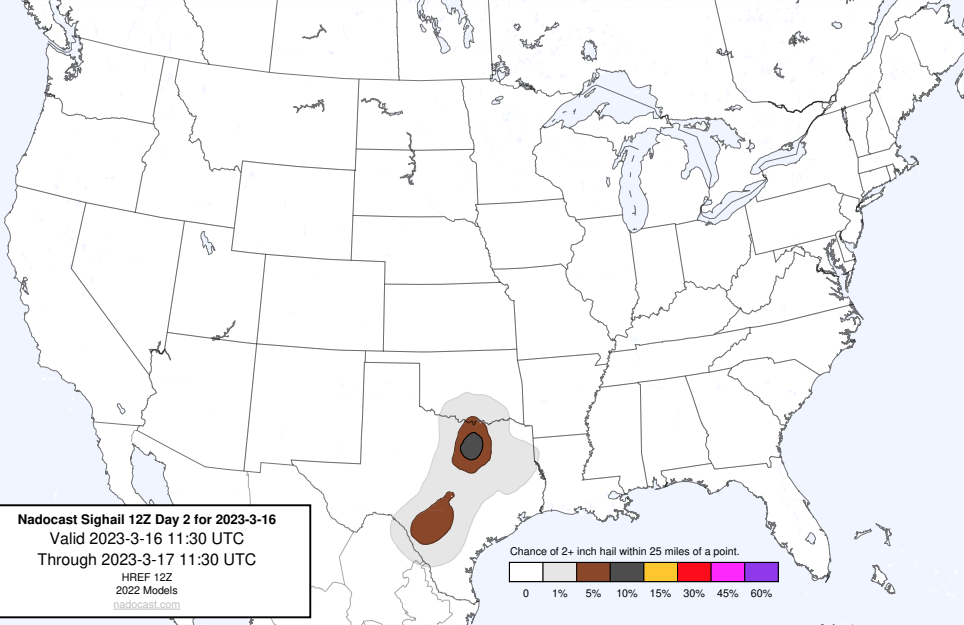 Nadocast Sighail 12Z Day 2 for 2023-3-16
Valid 2023-3-16 11:30 UTC
Through 2023-3-17 11:30 UTC
HREF 12Z
2022 Models
nadocast.com
Chance of 2+ inch hail within 25 miles of a point.
0 1% 5% 10% 15% 30% 45% 60%